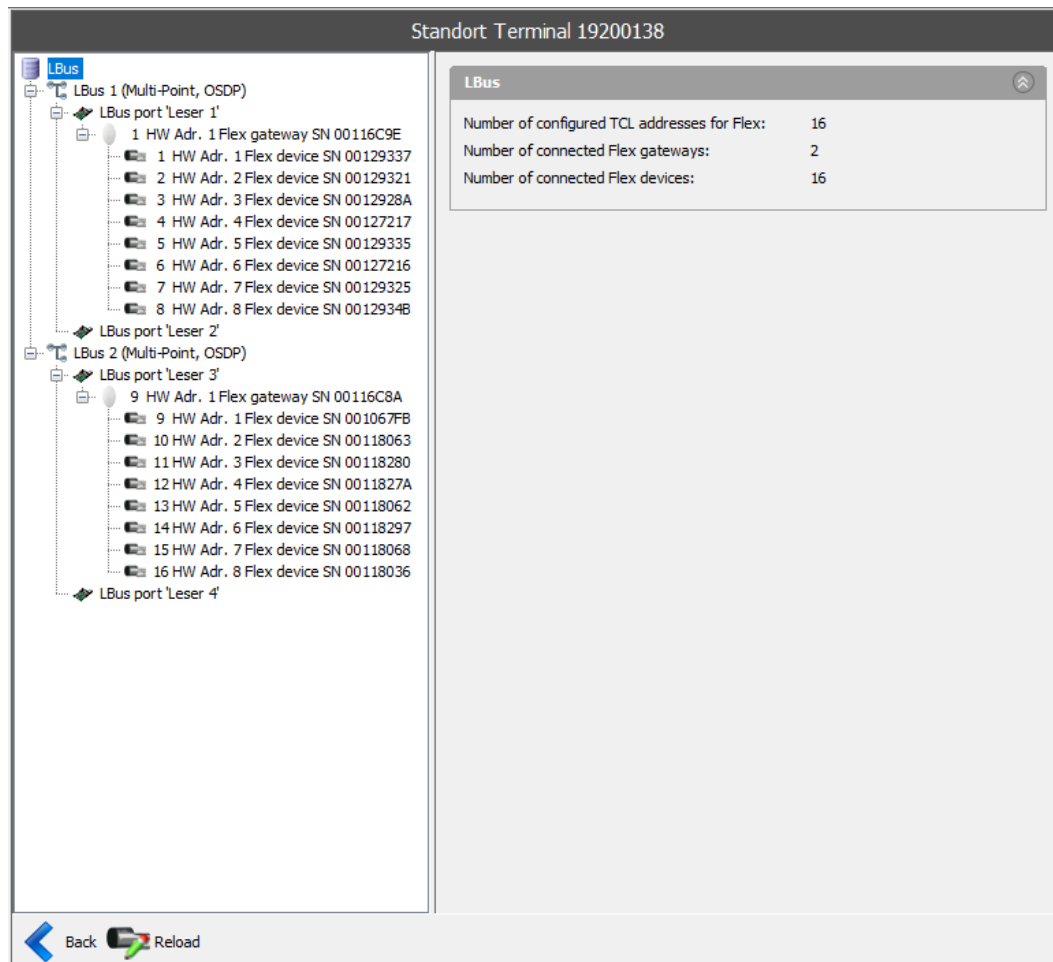 Standort Terminal 19200138
LBus
LBus 1 (Multi-Point, OSDP)
LBus port 'Leser 1'
1 HW Adr. 1 Flex gateway SN 00116C9E
1 HW Adr. 1 Flex device SN 00129337
2 HW Adr. 2 Flex device SN 00129321
3 HW Adr. 3 Flex device SN 0012928A
4 HW Adr. 4 Flex device SN 00127217
5 HW Adr. 5 Flex device SN 00129335
6 HW Adr. 6 Flex device SN 00127216
7 HW Adr. 7 Flex device SN 00129325
8 HW Adr. 8 Flex device SN 0012934B
LBus port 'Leser 2'
LBus 2 (Multi-Point, OSDP)
LBus port 'Leser 3'
9 HW Adr. 1 Flex gateway SN 00116C8A
9 HW Adr. 1 Flex device SN 001067FB
10 HW Adr. 2 Flex device SN 00118063
11 HW Adr. 3 Flex device SN 00118280
12 HW Adr. 4 Flex device SN 0011827A
13 HW Adr. 5 Flex device SN 00118062
14 HW Adr. 6 Flex device SN 00118297
15 HW Adr. 7 Flex device SN 00118068
16 HW Adr. 8 Flex device SN 00118036
LBus port 'Leser 4'
LBus
Number of configured TCL addresses for Flex: 16
Number of connected Flex gateways: 2
Number of connected Flex devices: 16
Back Reload